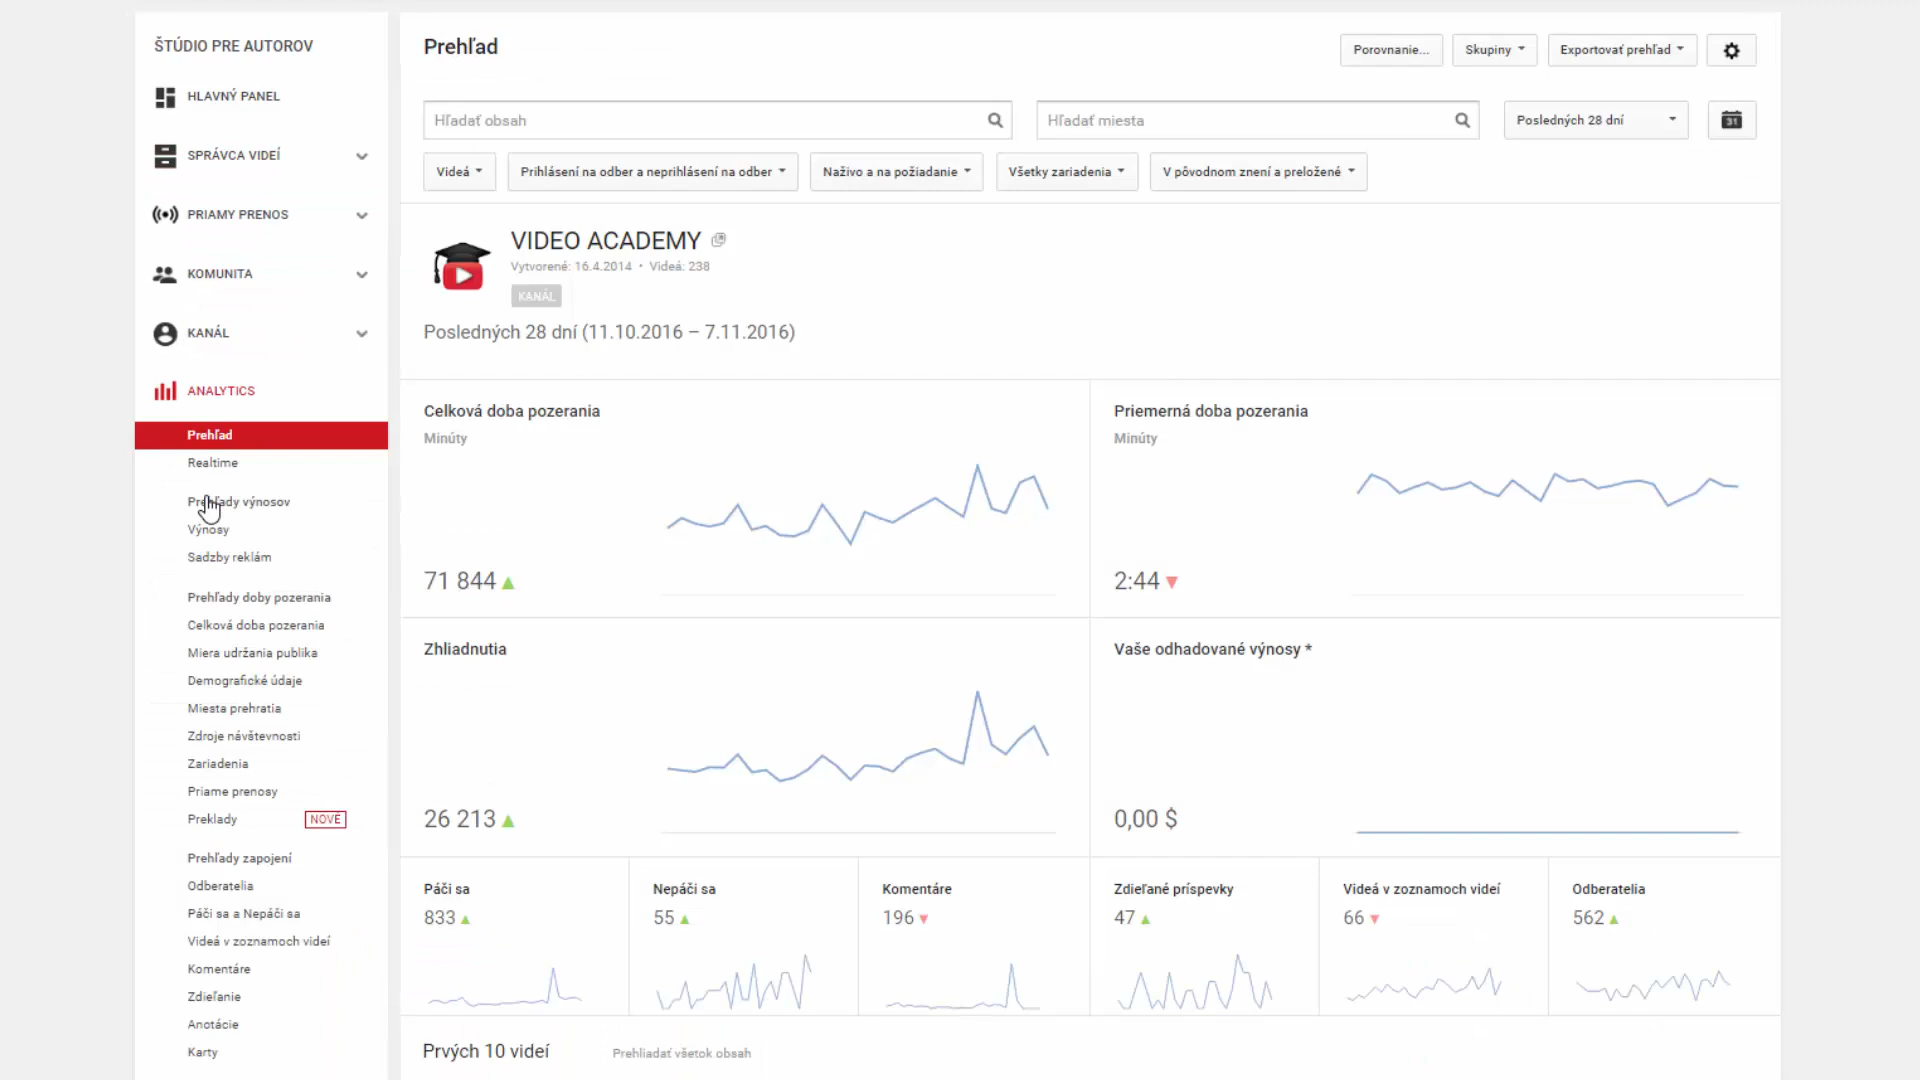 ŠTÚDIO PRE AUTOROV
HLAVNÝ PANEL
SPRÁVCA VIDEÍ
PRIAMY PRENOS
KOMUNITA
KANÁL
ANALYTICS
Prehľad
Realtime
Prehľady výnosov
Výnosy
Sadzby reklám
Prehľady doby pozerania
Celková doba pozerania
Miera udržania publika
Demografické údaje
Miesta prehratia
Zdroje návštevnosti
Zariadenia
Priame prenosy
Preklady NOVÉ
Prehľady zapojení
Odberatelia
Páči sa a Nepáči sa
Videá v zoznamoch videí
Komentáre
Zdieľanie
Anotácie
Karty
Prehľad
Porovnanie... Skupiny Exportovať prehľad
Hľadať obsah Hľadať miesta Posledných 28 dní 31
Videá Prihlásení na odber a neprihlásení na odber Naživo a na požiadanie Všetky zariadenia V pôvodnom znení a preložené
VIDEO ACADEMY
Vytvorené: 16.4.2014 • Videá: 238
KANÁL
Posledných 28 dní (11.10.2016 – 7.11.2016)
Celková doba pozerania
Minúty
71 844
Priemerná doba pozerania
Minúty
2:44
Zhliadnutia
26 213
Vaše odhadované výnosy *
0,00 $
Páči sa
833
Nepáči sa
55
Komentáre
196
Zdieľané príspevky
47
Videá v zoznamoch videí
66
Odberatelia
562
Prvých 10 videí Prehliadať všetok obsah